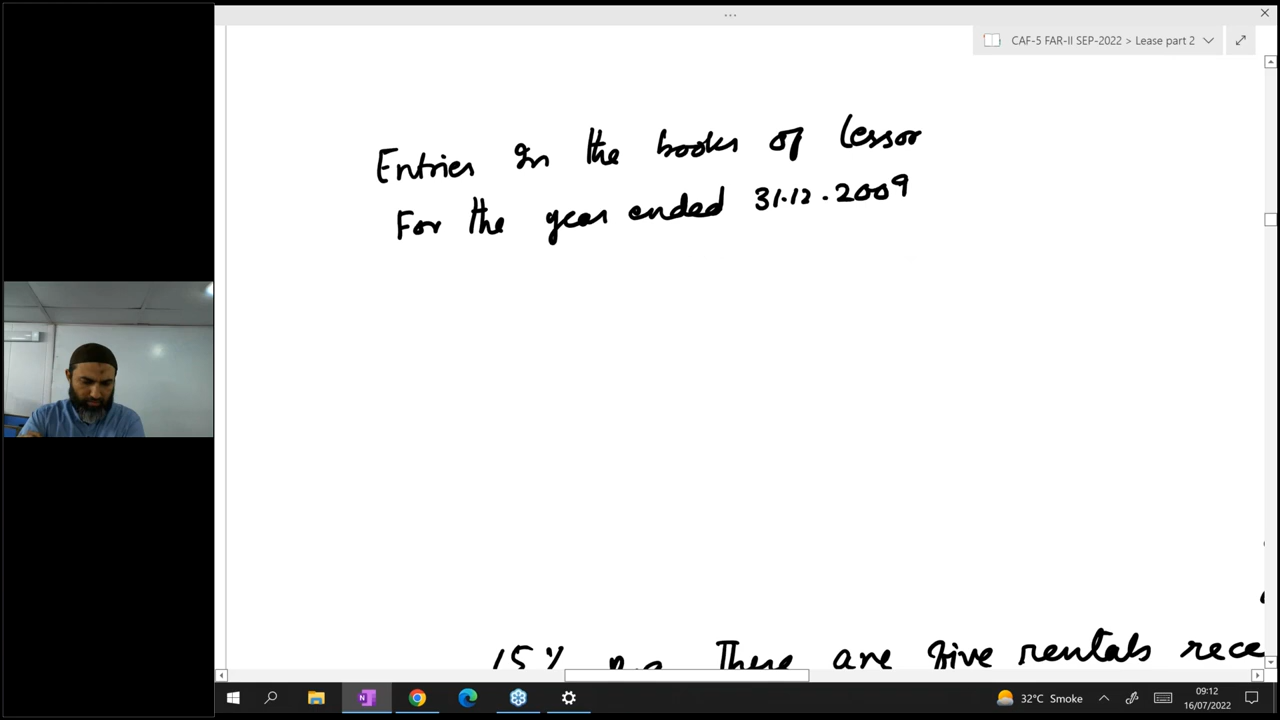 CAF-5 FAR-II SEP-2022 > Lease part 2
Entries in the books of lessor
For the year ended 31.12.2009
15% p.a. There are five rentals rece
32°C Smoke
09:12
16/07/2022